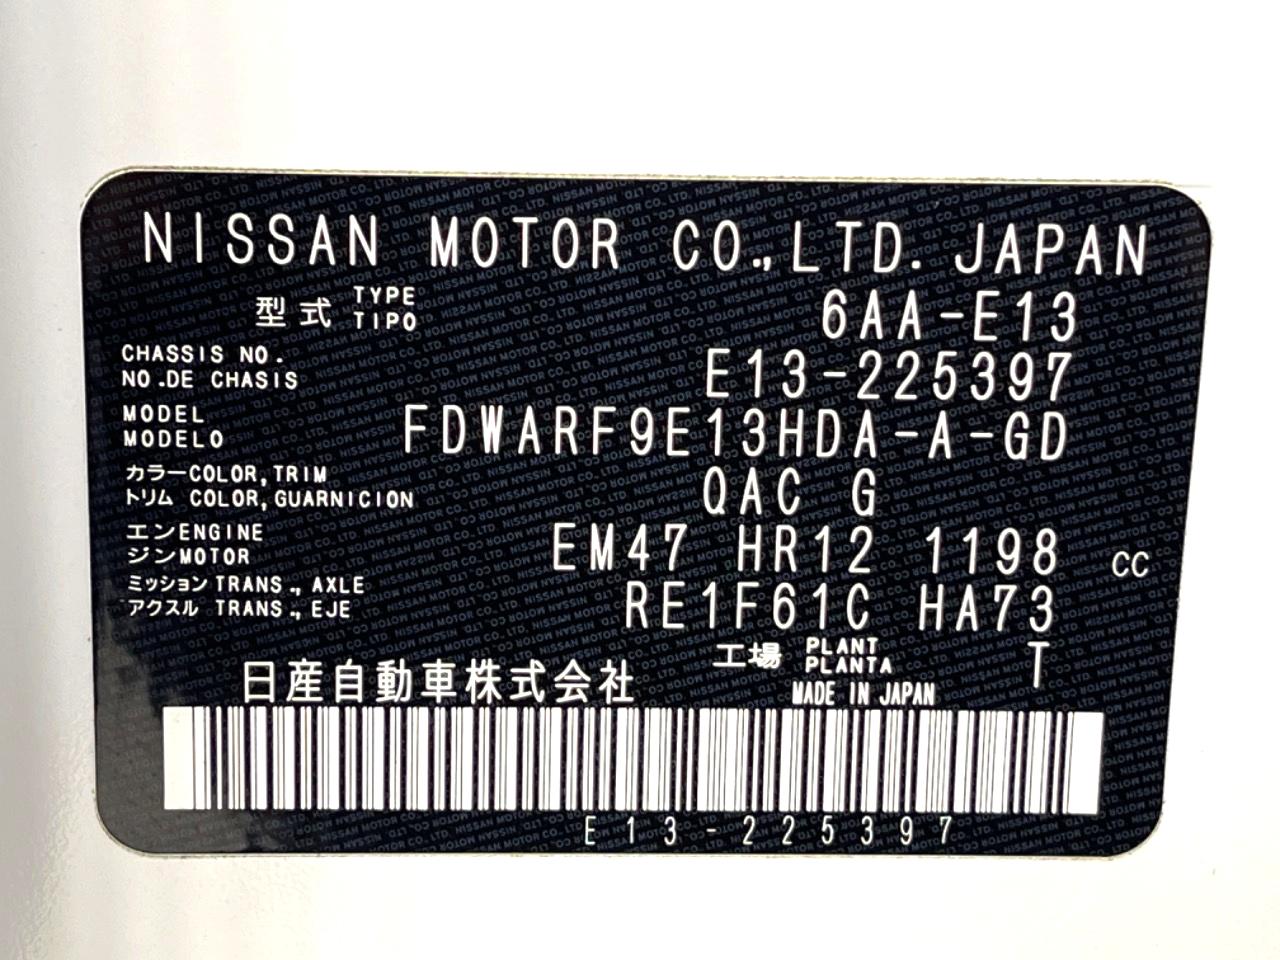 NISSAN MOTOR CO.,LTD. JAPAN
型式 TYPE 6AA-E13
TIPO
CHASSIS NO.
NO.DE CHASIS E13-225397
MODEL
MODELO FDWARF9E13HDA-A-GD
カラーCOLOR,TRIM
トリム COLOR,GUARNICION QAC G
エンENGINE
ジンMOTOR EM47 HR12 1198 CC
ミッション TRANS., AXLE
アクスル TRANS., EJE RE1F61C HA73
工場 PLANT T
PLANTA
日産自動車株式会社 MADE IN JAPAN
E13-225397